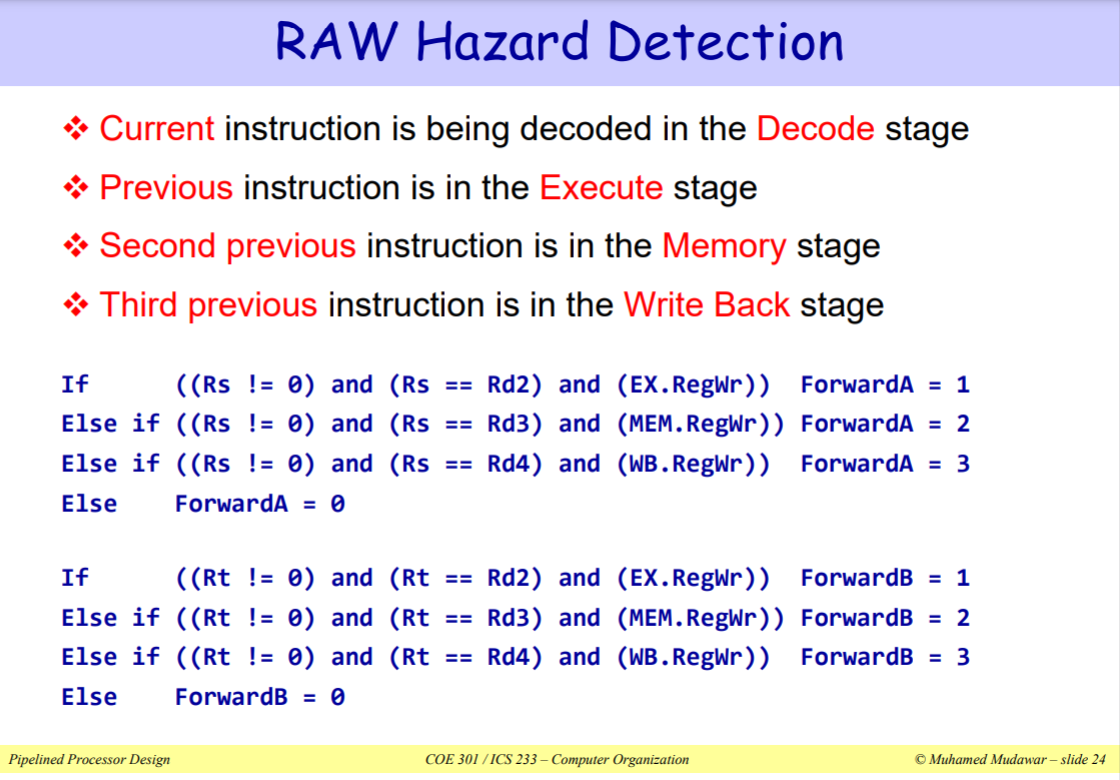 RAW Hazard Detection
❖ Current instruction is being decoded in the Decode stage
❖ Previous instruction is in the Execute stage
❖ Second previous instruction is in the Memory stage
❖ Third previous instruction is in the Write Back stage
If ((Rs != 0) and (Rs == Rd2) and (EX.RegWr)) ForwardA = 1
Else if ((Rs != 0) and (Rs == Rd3) and (MEM.RegWr)) ForwardA = 2
Else if ((Rs != 0) and (Rs == Rd4) and (WB.RegWr)) ForwardA = 3
Else ForwardA = 0
If ((Rt != 0) and (Rt == Rd2) and (EX.RegWr)) ForwardB = 1
Else if ((Rt != 0) and (Rt == Rd3) and (MEM.RegWr)) ForwardB = 2
Else if ((Rt != 0) and (Rt == Rd4) and (WB.RegWr)) ForwardB = 3
Else ForwardB = 0
Pipelined Processor Design COE 301 / ICS 233 – Computer Organization © Muhamed Mudawar – slide 24